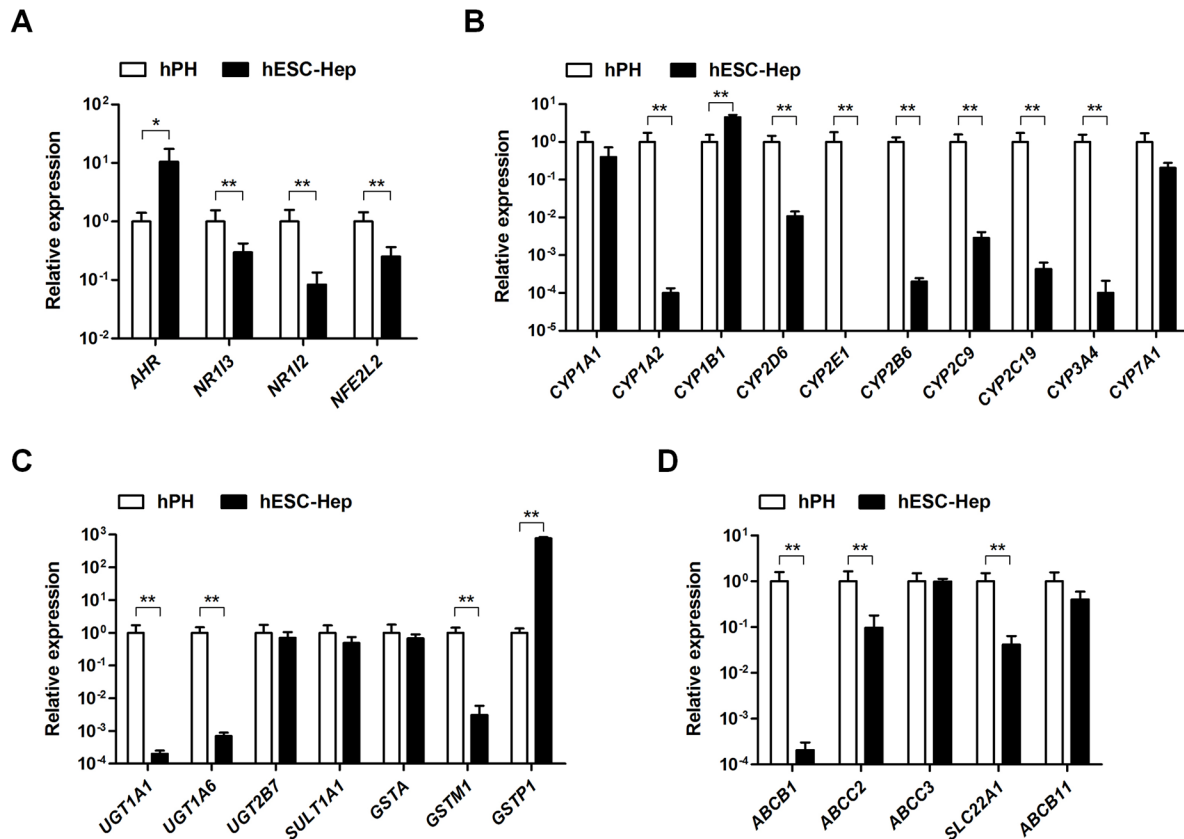 A
hPH hESC-Hep
Relative expression
10²
10¹
10⁰
10⁻¹
10⁻²
* ** ** **
AHR NR1I3 NR1I2 NFE2L2
B
hPH hESC-Hep
Relative expression
10¹
10⁰
10⁻¹
10⁻²
10⁻³
10⁻⁴
10⁻⁵
** ** ** ** ** ** ** **
CYP1A1 CYP1A2 CYP1B1 CYP2D6 CYP2E1 CYP2B6 CYP2C9 CYP2C19 CYP3A4 CYP7A1
C
hPH hESC-Hep
Relative expression
10³
10²
10¹
10⁰
10⁻¹
10⁻²
10⁻³
10⁻⁴
** ** ** **
UGT1A1 UGT1A6 UGT2B7 SULT1A1 GSTA GSTM1 GSTP1
D
hPH hESC-Hep
Relative expression
10¹
10⁰
10⁻¹
10⁻²
10⁻³
10⁻⁴
** ** **
ABCB1 ABCC2 ABCC3 SLC22A1 ABCB11